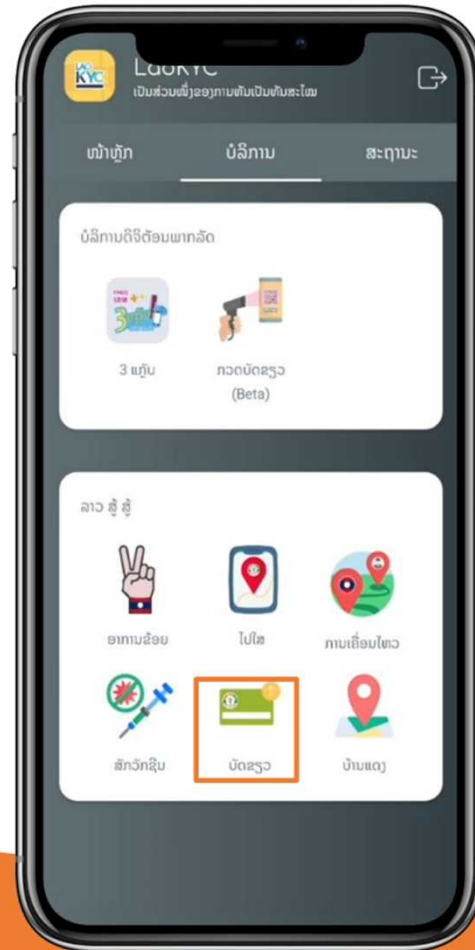 LAO
KYC
LaoKYC
ເປັນສ່ວນໜຶ່ງຂອງການຫັນເປັນທັນສະໄໝ
ໜ້າຫຼັກ
ບໍລິການ
ສະຖານະ
ບໍລິການດິຈິຕ໋ອນພາກລັດ
3 ແກັບ
ກວດບັດຂຽວ
(Beta)
ລາວ ສູ້ ສູ້
ອາການຂ້ອຍ
ໄປໃສ
ການເຄື່ອນໄຫວ
ສັກວັກຊີນ
ບັດຂຽວ
ບ້ານແດງ